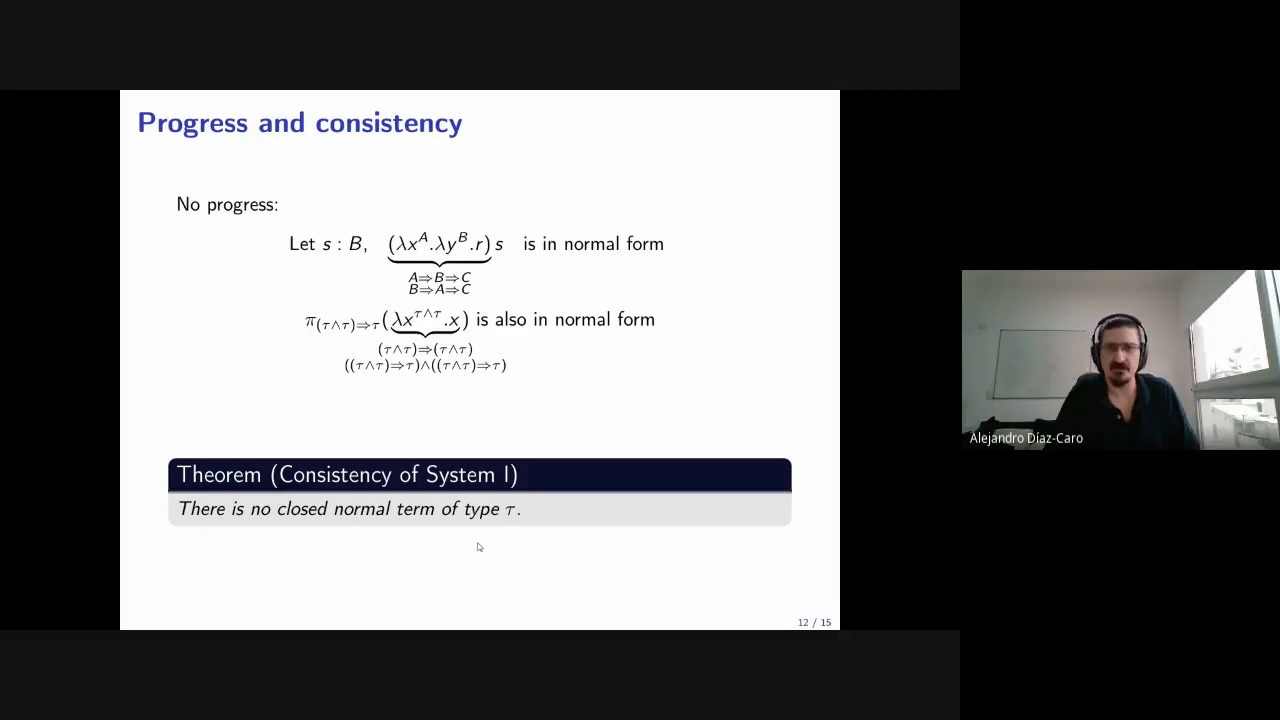 Progress and consistency
No progress:
Let s : B, (λx^A.λy^B.r) s is in normal form
A⇒B⇒C
B⇒A⇒C
π_{(τ∧τ)⇒τ}(λx^{τ∧τ}.x) is also in normal form
(τ∧τ)⇒(τ∧τ)
((τ∧τ)⇒τ)∧((τ∧τ)⇒τ)
Theorem (Consistency of System I)
There is no closed normal term of type τ.
12 / 15
Alejandro Díaz-Caro